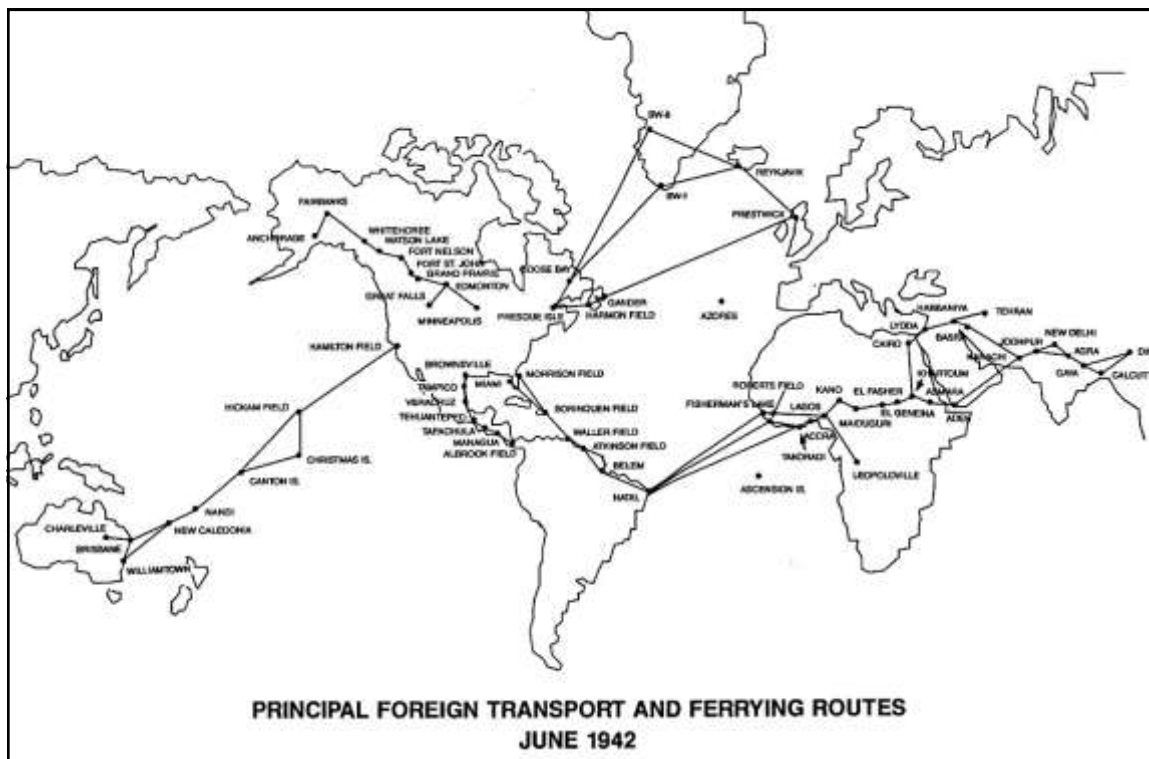 BW-8
REYKJAVIK
BW-1
PRESTWICK
FAIRBANKS
ANCHORAGE
WHITEHORSE
WATSON LAKE
FORT NELSON
FORT ST. JOHN
GRAND PRAIRIE
EDMONTON
GREAT FALLS
MINNEAPOLIS
GOOSE BAY
GANDER
PRESQUE ISLE
HARMON FIELD
AZORES
HABBANIYA
TEHRAN
LYDDA
BASRA
NEW DELHI
CAIRO
KARACHI
JODHPUR
AGRA
GAYA
CALCUTT
HAMILTON FIELD
BROWNSVILLE
MORRISON FIELD
TAMPICO
MIAMI
VERACRUZ
TEHUANTEPEC
BORINQUEN FIELD
TAPACHULA
MANAGUA
ALBROOK FIELD
WALLER FIELD
ATKINSON FIELD
BELEM
NATAL
ROBERTS FIELD
FISHERMAN'S LAKE
LAGOS
KANO
EL FASHER
KHARTOUM
ASMARA
EL GENEINA
ADEN
MAIDUGURI
ACCRA
TAKORADI
LEOPOLDVILLE
ASCENSION IS.
HICKAM FIELD
CHRISTMAS IS.
CANTON IS.
NANDI
CHARLEVILLE
NEW CALEDONIA
BRISBANE
WILLIAMTOWN
PRINCIPAL FOREIGN TRANSPORT AND FERRYING ROUTES
JUNE 1942